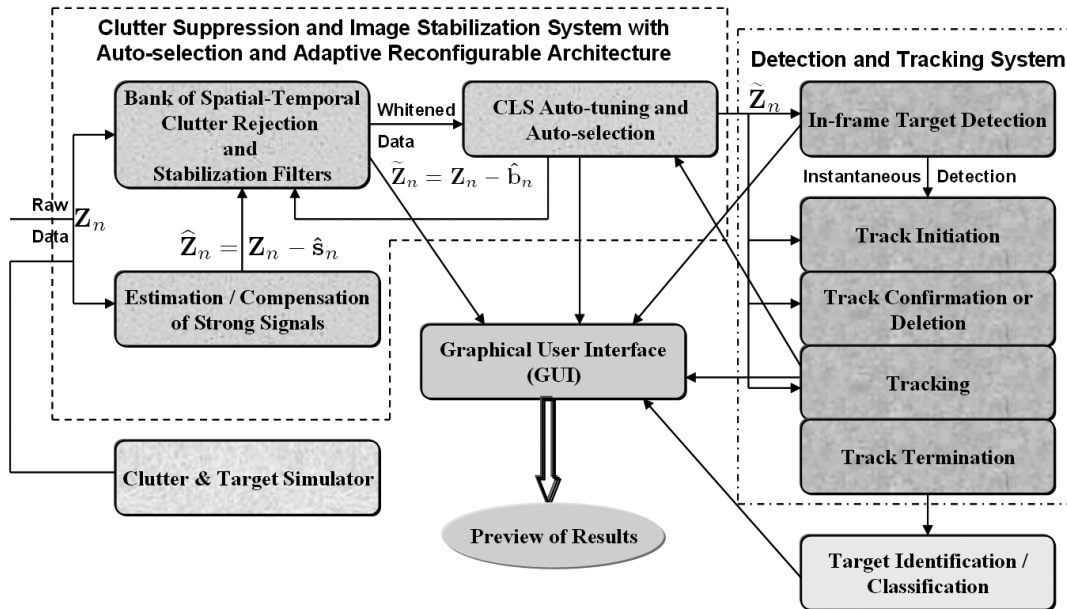 Clutter Suppression and Image Stabilization System with
Auto-selection and Adaptive Reconfigurable Architecture
Detection and Tracking System
Bank of Spatial-Temporal
Clutter Rejection
and
Stabilization Filters
Whitened
Data
CLS Auto-tuning and
Auto-selection
Z̃ₙ
In-frame Target Detection
Z̃ₙ = Zₙ − b̂ₙ
Instantaneous Detection
Raw
Data
Zₙ
Ẑₙ = Zₙ − ŝₙ
Track Initiation
Estimation / Compensation
of Strong Signals
Track Confirmation or
Deletion
Graphical User Interface
(GUI)
Tracking
Clutter & Target Simulator
Track Termination
Preview of Results
Target Identification /
Classification